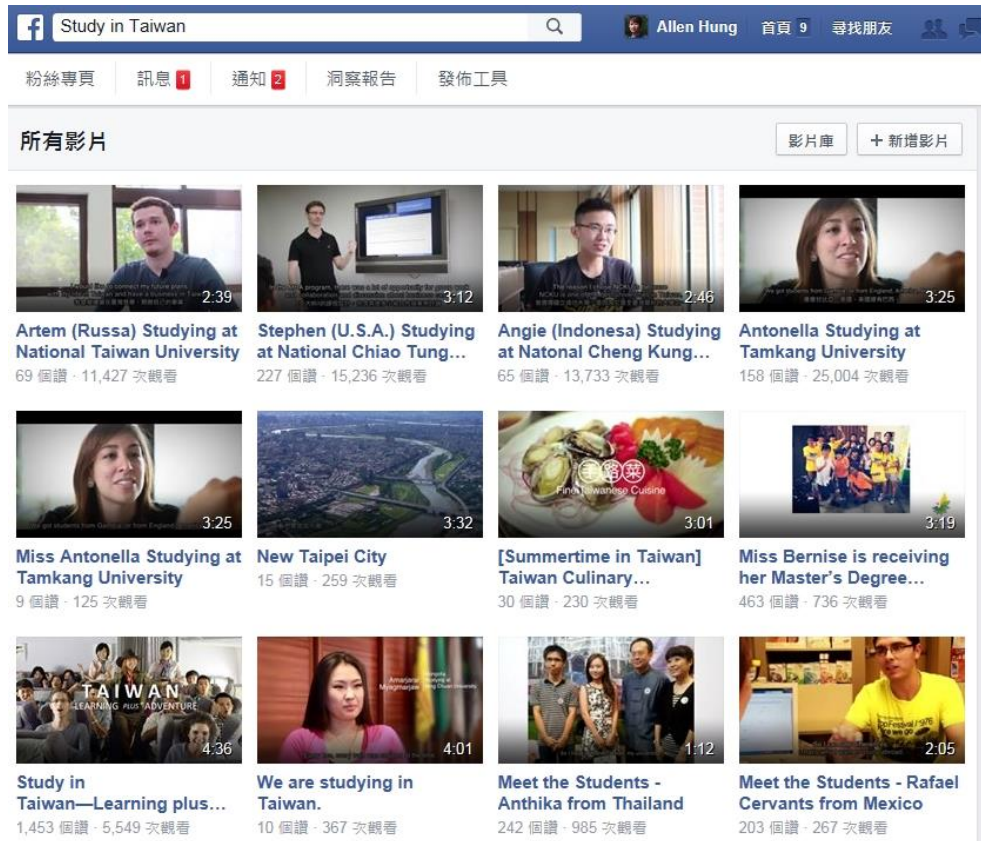 Study in Taiwan
Allen Hung 首頁 9 尋找朋友
粉絲專頁 訊息 1 通知 2 洞察報告 發佈工具
所有影片
影片庫 + 新增影片
2:39
3:12
The reason I have NCKU
2:46
3:25
Artem (Russa) Studying at
National Taiwan University
69 個讚 · 11,427 次觀看
Stephen (U.S.A.) Studying
at National Chiao Tung...
227 個讚 · 15,236 次觀看
Angie (Indonesa) Studying
at Natonal Cheng Kung...
65 個讚 · 13,733 次觀看
Antonella Studying at
Tamkang University
158 個讚 · 25,004 次觀看
3:25
3:32
手路菜
Fine Taiwanese Cuisine
3:01
3:19
Miss Antonella Studying at
Tamkang University
9 個讚 · 125 次觀看
New Taipei City
15 個讚 · 259 次觀看
[Summertime in Taiwan]
Taiwan Culinary...
30 個讚 · 230 次觀看
Miss Bernise is receiving
her Master's Degree...
463 個讚 · 736 次觀看
TAIWAN
LEARNING PLUS ADVENTURE
4:36
4:01
1:12
2:05
Study in
Taiwan—Learning plus...
1,453 個讚 · 5,549 次觀看
We are studying in
Taiwan.
10 個讚 · 367 次觀看
Meet the Students -
Anthika from Thailand
242 個讚 · 985 次觀看
Meet the Students - Rafael
Cervants from Mexico
203 個讚 · 267 次觀看